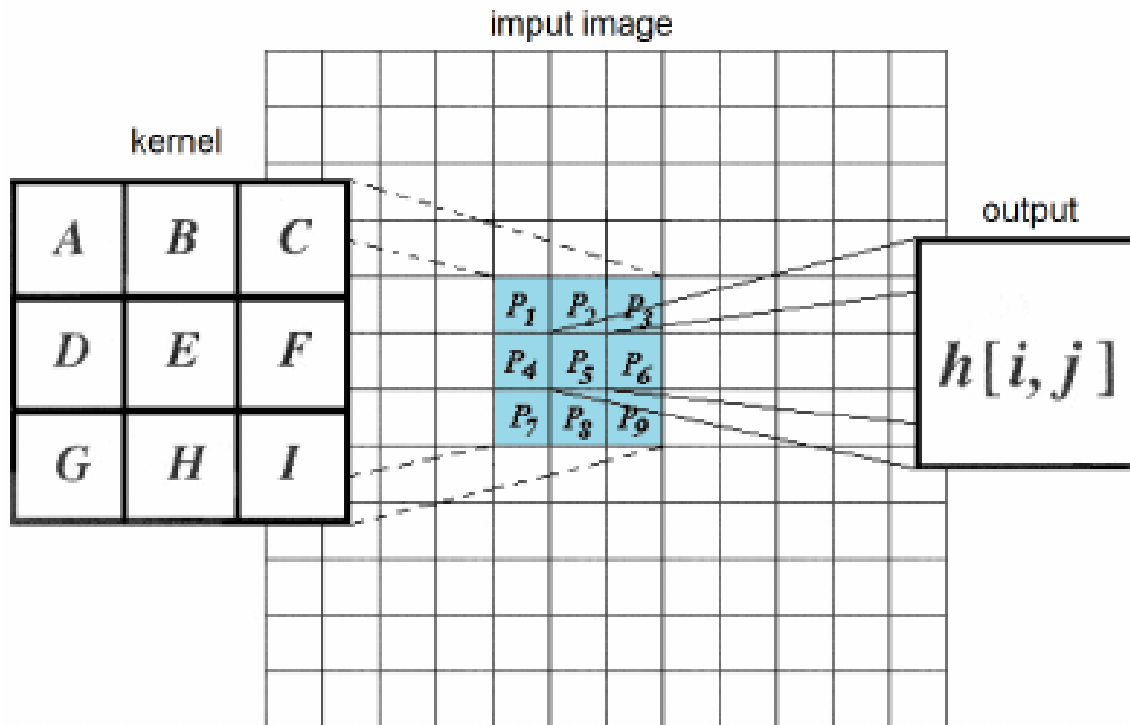 imput image
kernel
A B C
output
P1 P2 P3
D E F
P4 P5 P6
h[i,j]
P7 P8 P9
G H I